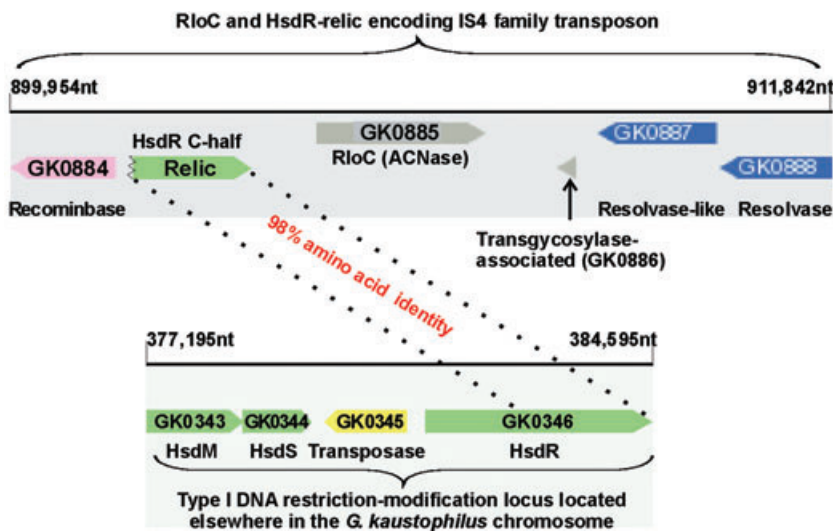 RloC and HsdR-relic encoding IS4 family transposon
899,954nt 911,842nt
HsdR C-half GK0885 GK0887
GK0884 Relic RloC (ACNase) GK0888
Recominbase Resolvase-like Resolvase
Transgycosylase-
associated (GK0886)
98% amino acid identity
377,195nt 384,595nt
GK0343 GK0344 GK0345 GK0346
HsdM HsdS Transposase HsdR
Type I DNA restriction-modification locus located
elsewhere in the G. kaustophilus chromosome